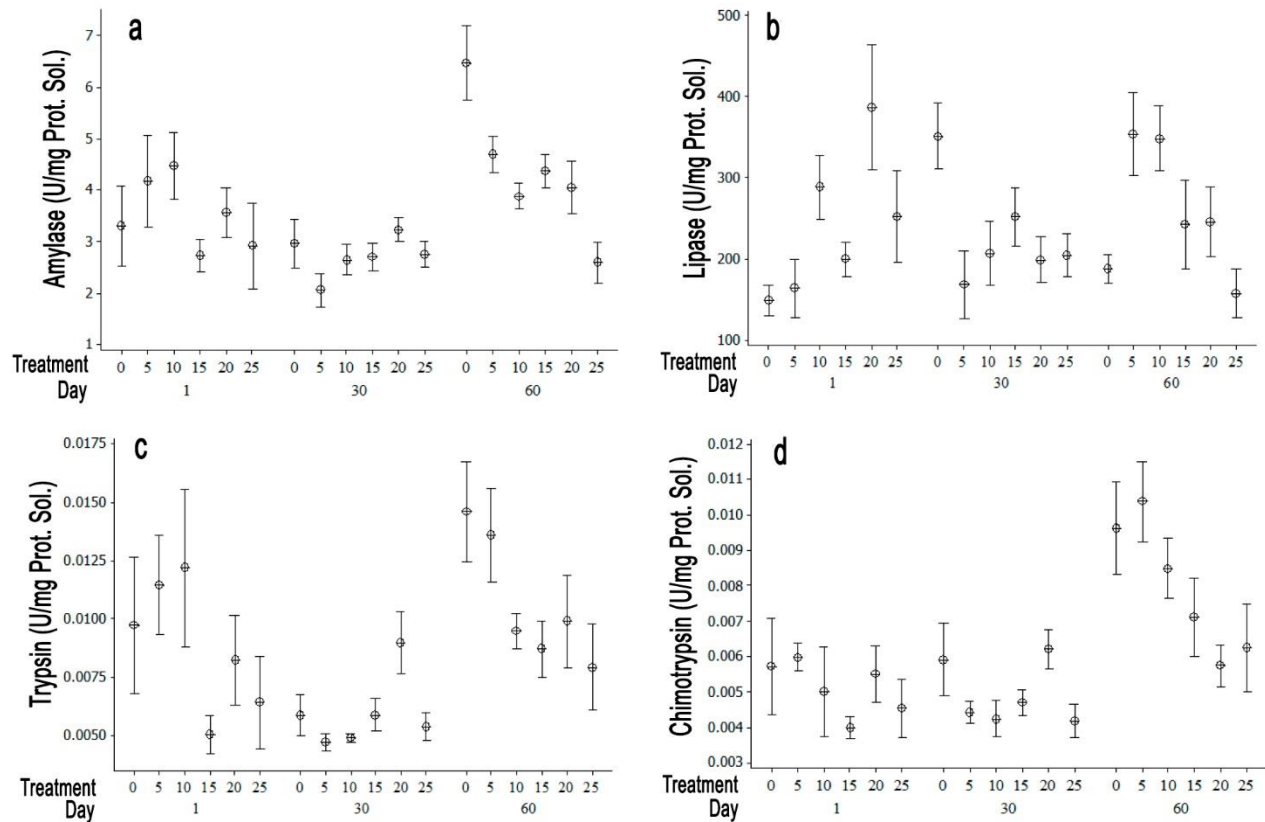 a
Amylase (U/mg Prot. Sol.)
7
6
5
4
3
2
1
Treatment 0 5 10 15 20 25 0 5 10 15 20 25 0 5 10 15 20 25
Day 1 30 60
b
Lipase (U/mg Prot. Sol.)
500
400
300
200
100
Treatment 0 5 10 15 20 25 0 5 10 15 20 25 0 5 10 15 20 25
Day 1 30 60
c
Trypsin (U/mg Prot. Sol.)
0.0175
0.0150
0.0125
0.0100
0.0075
0.0050
Treatment 0 5 10 15 20 25 0 5 10 15 20 25 0 5 10 15 20 25
Day 1 30 60
d
Chimotrypsin (U/mg Prot. Sol.)
0.012
0.011
0.010
0.009
0.008
0.007
0.006
0.005
0.004
0.003
Treatment 0 5 10 15 20 25 0 5 10 15 20 25 0 5 10 15 20 25
Day 1 30 60